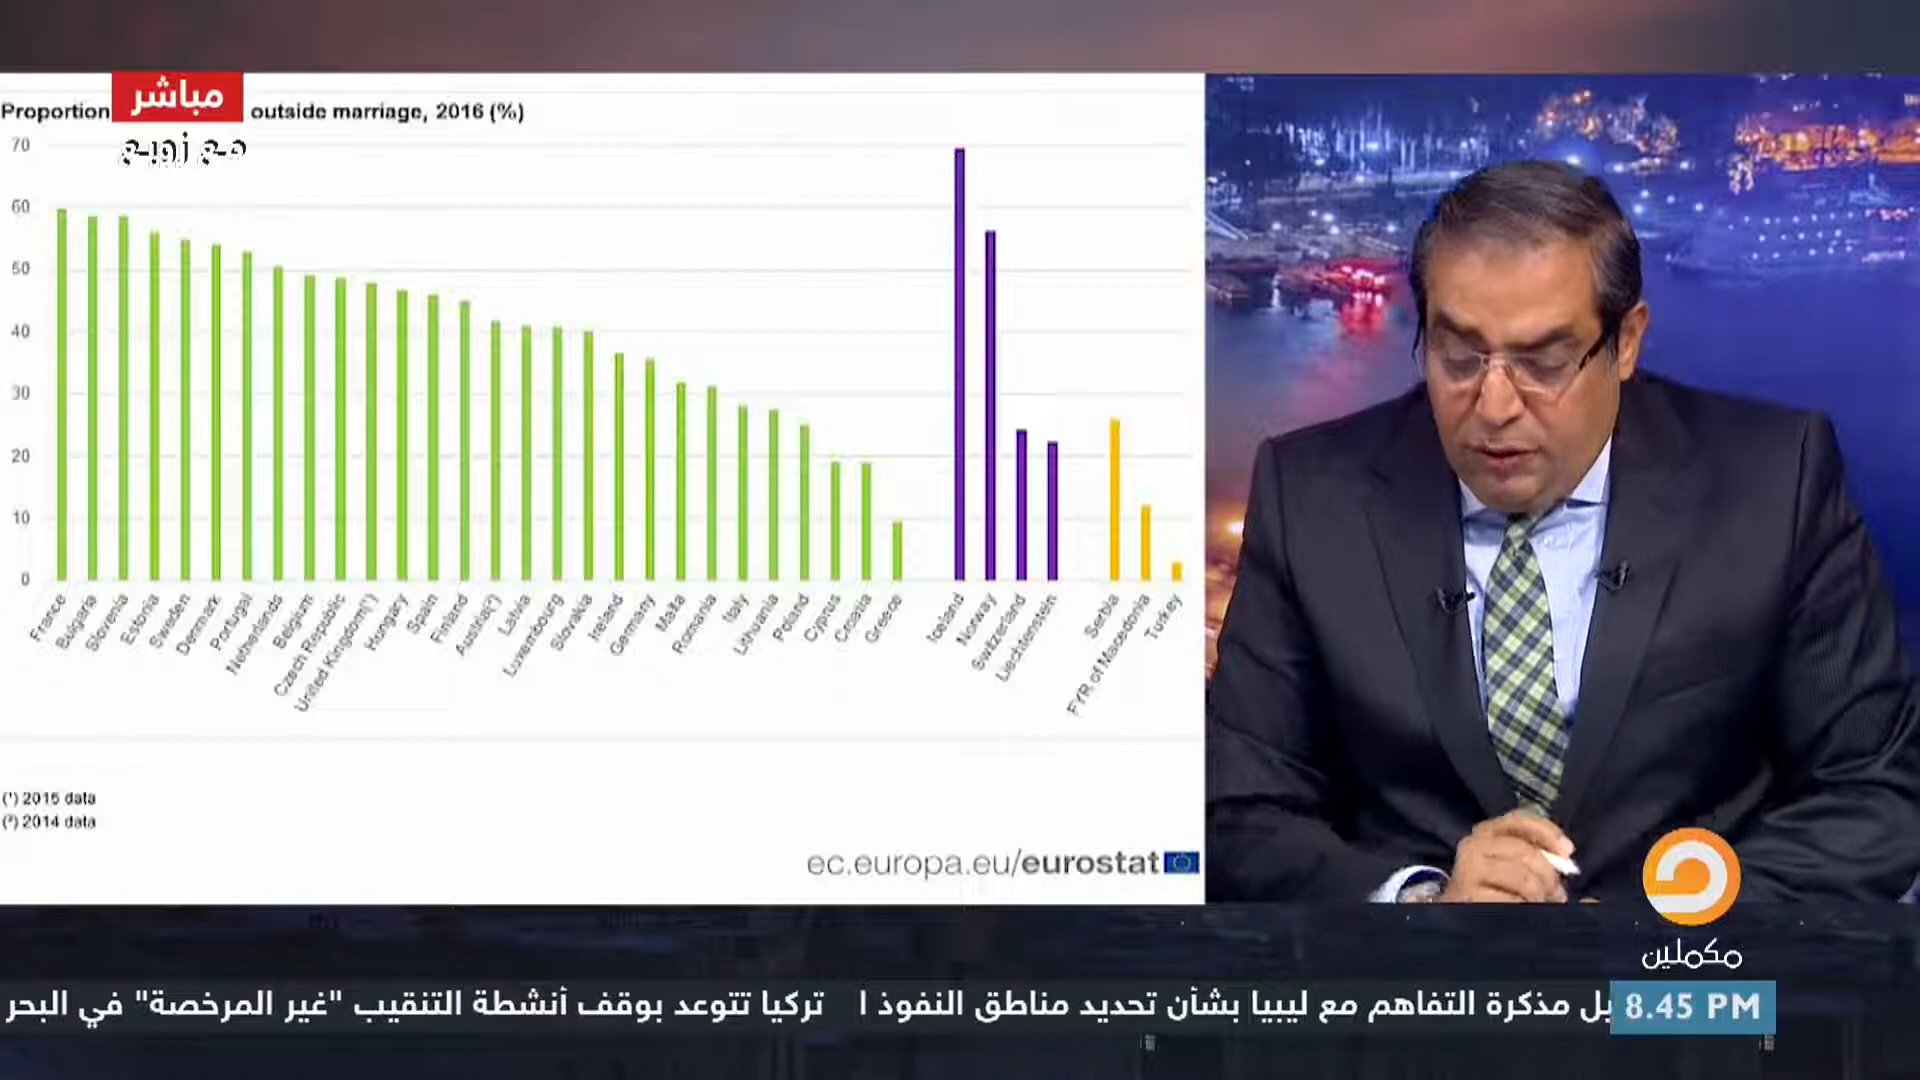 مباشر
Proportion outside marriage, 2016 (%)
70
60
50
40
30
20
10
0
France
Bulgaria
Slovenia
Estonia
Sweden
Denmark
Portugal
Netherlands
Belgium
Czech Republic
United Kingdom(¹)
Hungary
Spain
Finland
Austria(²)
Latvia
Luxembourg
Slovakia
Ireland
Germany
Malta
Romania
Italy
Lithuania
Poland
Cyprus
Croatia
Greece
Iceland
Norway
Switzerland
Liechtenstein
Serbia
FYR of Macedonia
Turkey
(¹) 2015 data
(²) 2014 data
ec.europa.eu/eurostat
مكملين
8.45 PM
بل مذكرة التفاهم مع ليبيا بشأن تحديد مناطق النفوذ ا
تركيا تتوعد بوقف أنشطة التنقيب "غير المرخصة" في البحر